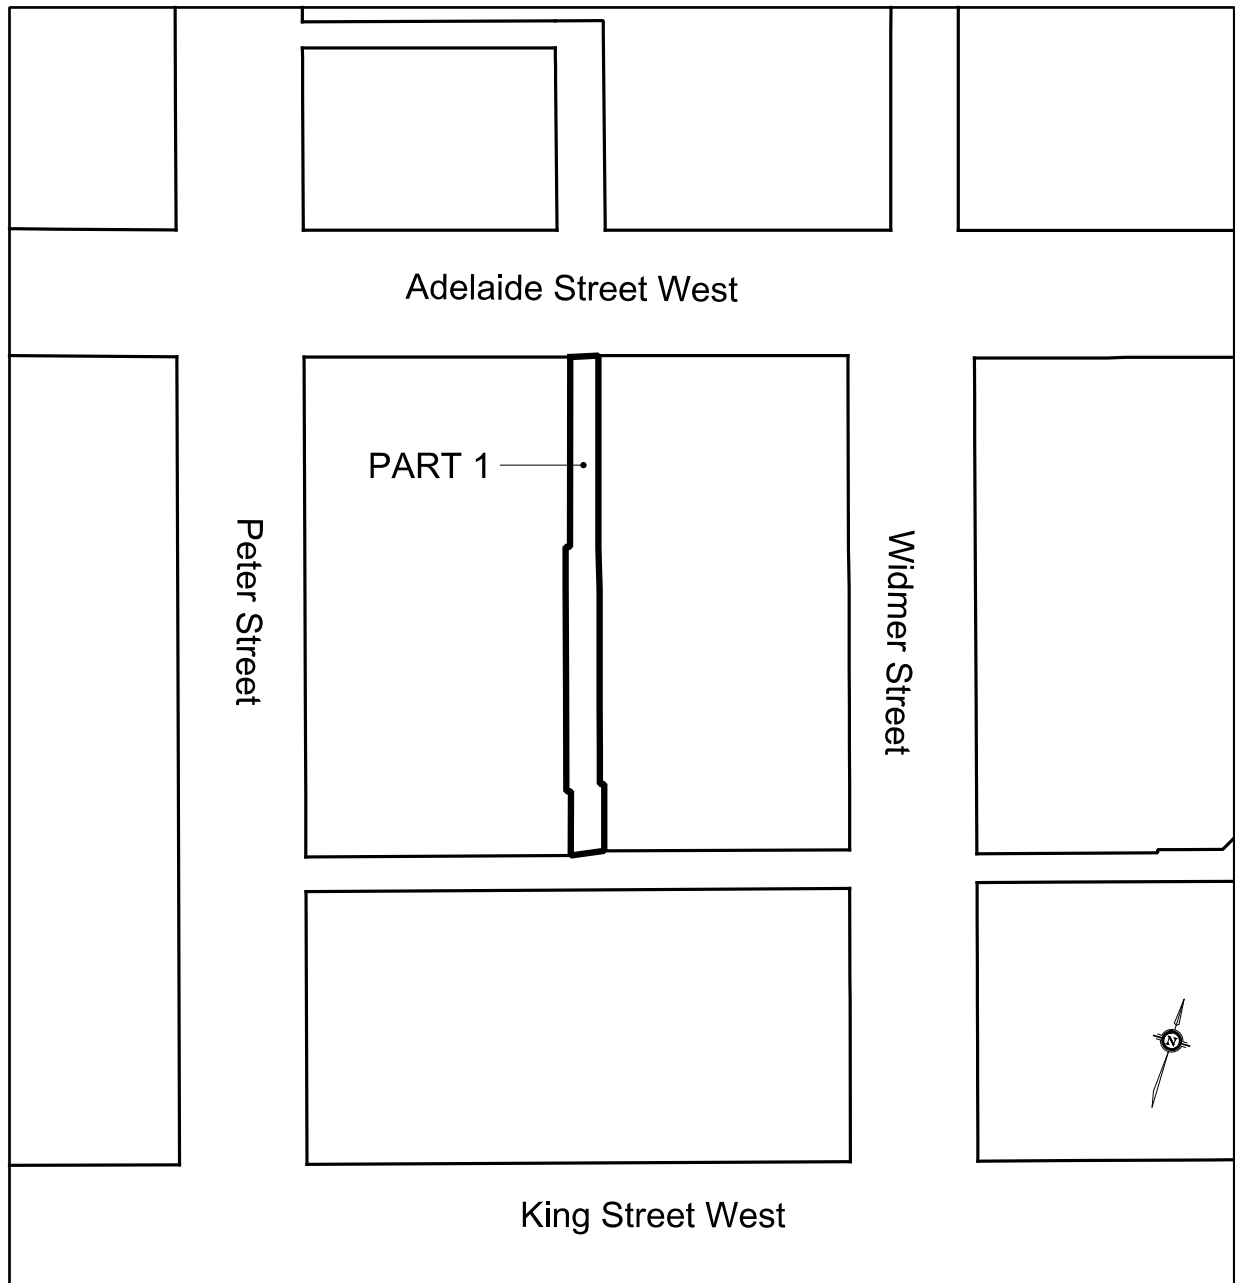 Adelaide Street West
PART 1
Peter Street
Widmer Street
N
King Street West